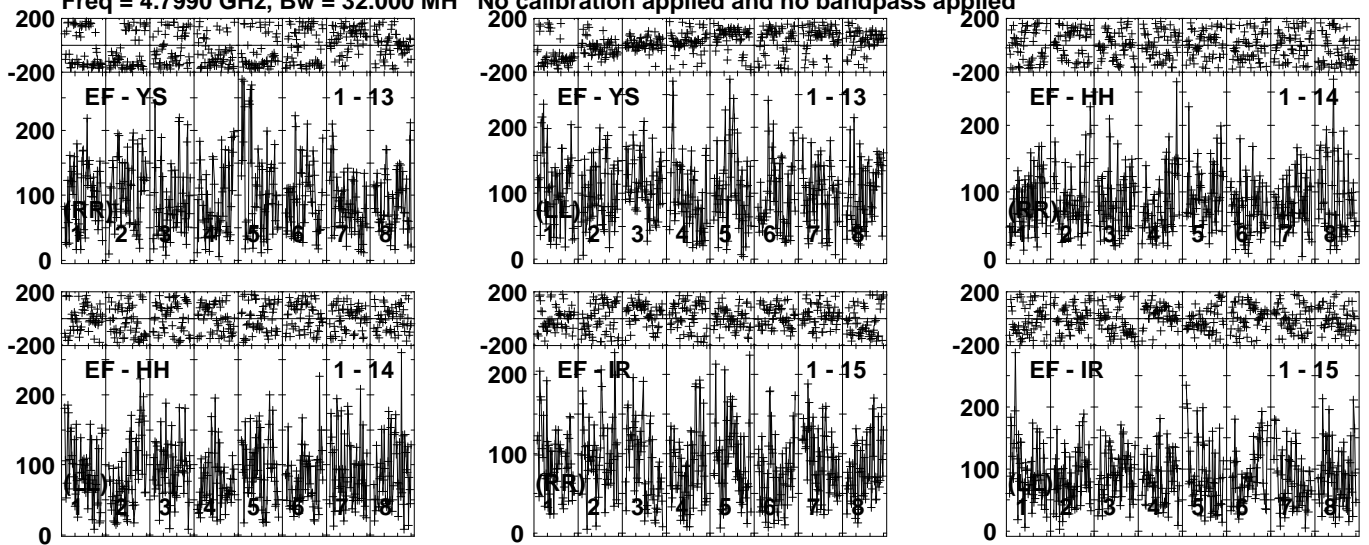 Freq = 4.7990 GHz, Bw = 32.000 MH No calibration applied and no bandpass applied
200
-200
EF - YS 1 - 13
200
100
0
(RR)
1 2 3 4 5 6 7 8
200
-200
EF - YS 1 - 13
200
100
0
(LL)
1 2 3 4 5 6 7 8
200
-200
EF - HH 1 - 14
200
100
0
(RR)
1 2 3 4 5 6 7 8
200
-200
EF - HH 1 - 14
200
100
0
(LL)
1 2 3 4 5 6 7 8
200
-200
EF - IR 1 - 15
200
100
0
(RR)
1 2 3 4 5 6 7 8
200
-200
EF - IR 1 - 15
200
100
0
(LL)
1 2 3 4 5 6 7 8